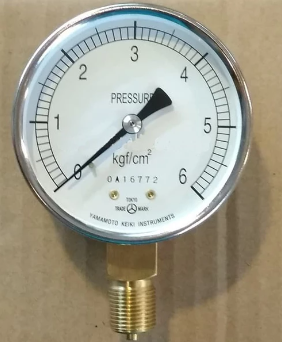 0 1 2 3 4 5 6
PRESSURE
kgf/cm²
0A16772
TOKYO
TRADE MARK
YAMAMOTO KEIKI INSTRUMENTS